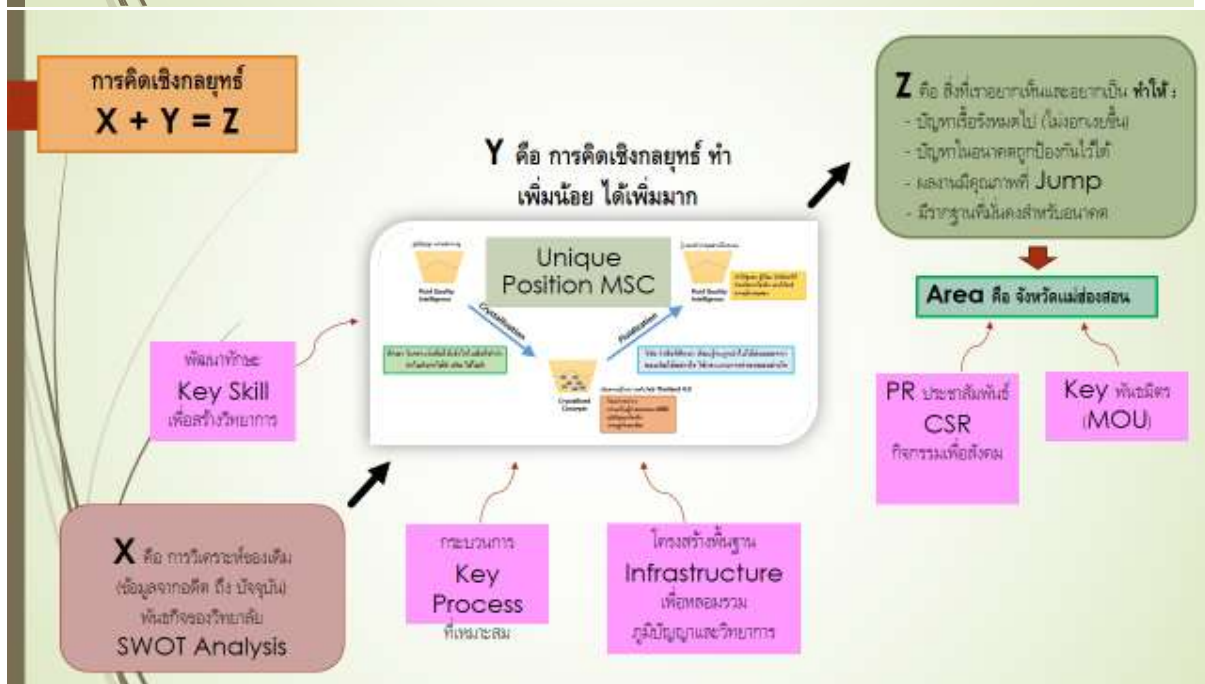 การคิดเชิงกลยุทธ์
X + Y = Z
Y คือ การคิดเชิงกลยุทธ์ ทำ
เพิ่มน้อย ได้เพิ่มมาก
Z คือ สิ่งที่เราอยากเห็นและอยากเป็น ทำให้ :
- ปัญหาเรื้อรังหมดไป (ไม่งอกเงยขึ้น)
- ปัญหาในอนาคตถูกป้องกันไว้ได้
- ผลงานมีคุณภาพที่ Jump
- มีรากฐานที่มั่นคงสำหรับอนาคต
Area คือ จังหวัดแม่ฮ่องสอน
Unique
Position MSC
Fluid Quality
Intelligence
Crystallization
Fluidization
Fluid Quality
Intelligence
Crystallized
Concept
พัฒนาทักษะ
Key Skill
เพื่อสร้างวิทยาการ
PR ประชาสัมพันธ์
CSR
กิจกรรมเพื่อสังคม
Key พันธมิตร
(MOU)
X คือ การวิเคราะห์ของเดิม
(ข้อมูลจากอดีต ถึง ปัจจุบัน)
พันธกิจของวิทยาลัย
SWOT Analysis
กระบวนการ
Key
Process
ที่เหมาะสม
โครงสร้างพื้นฐาน
Infrastructure
เพื่อหลอมรวม
ภูมิปัญญาและวิทยาการ